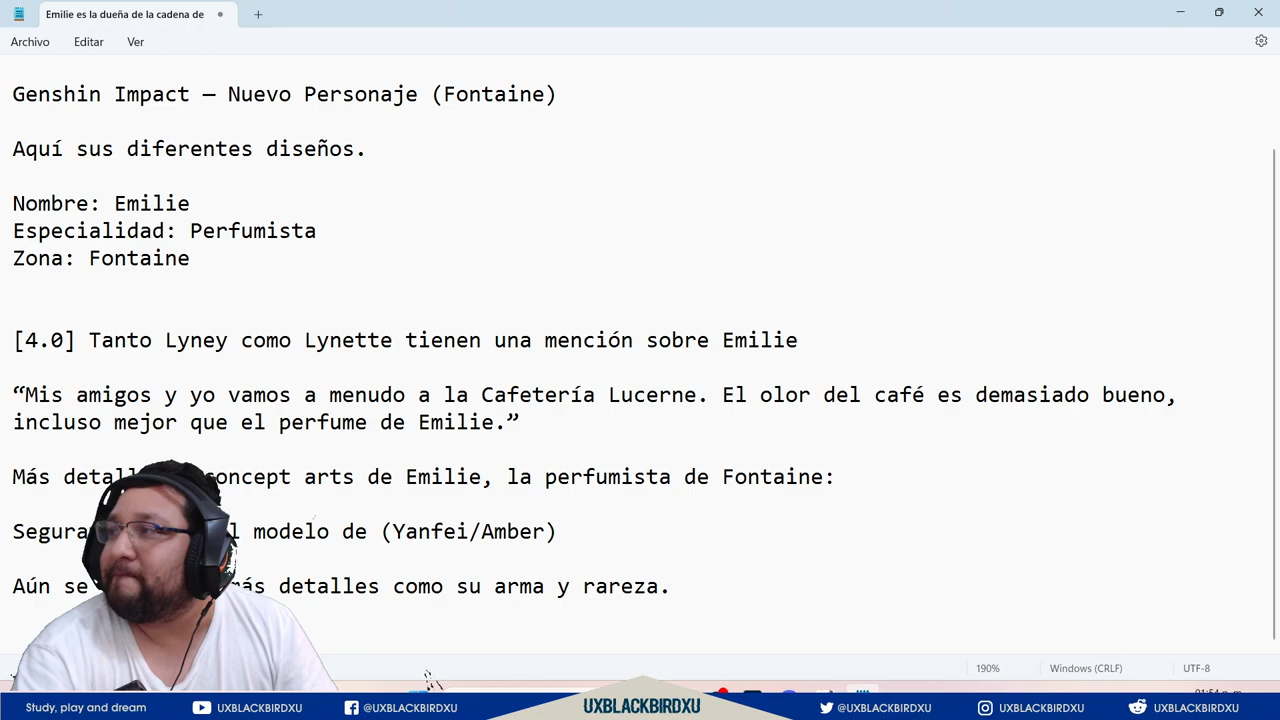 Emilie es la dueña de la cadena de
Archivo Editar Ver
Genshin Impact — Nuevo Personaje (Fontaine)
Aquí sus diferentes diseños.
Nombre: Emilie
Especialidad: Perfumista
Zona: Fontaine
[4.0] Tanto Lyney como Lynette tienen una mención sobre Emilie
“Mis amigos y yo vamos a menudo a la Cafetería Lucerne. El olor del café es demasiado bueno,
incluso mejor que el perfume de Emilie.”
Más concept arts de Emilie, la perfumista de Fontaine:
modelo de (Yanfei/Amber)
Aún se más detalles como su arma y rareza.
190% Windows (CRLF) UTF-8
Study, play and dream UXBLACKBIRDXU @UXBLACKBIRDXU UXBLACKBIRDXU @UXBLACKBIRDXU UXBLACKBIRDXU UXBLACKBIRDXU